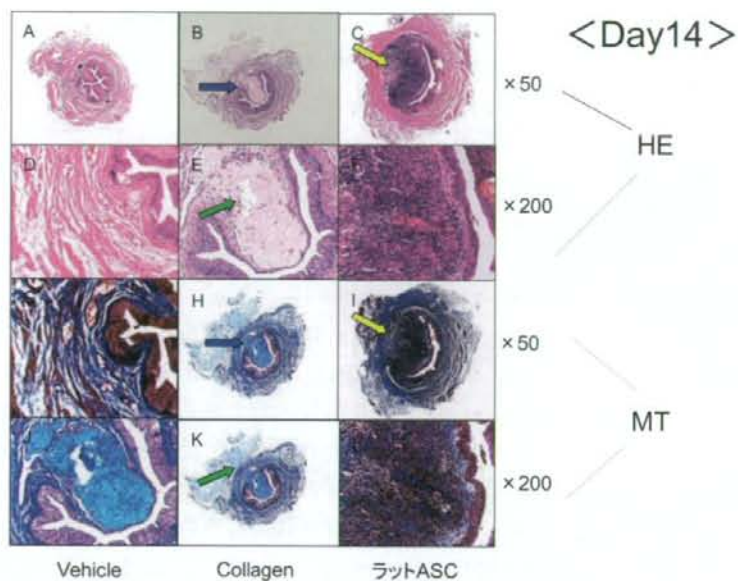 <Day14>
A
B
C
×50
HE
D
E
×200
H
I
×50
MT
K
×200
Vehicle
Collagen
ラットASC